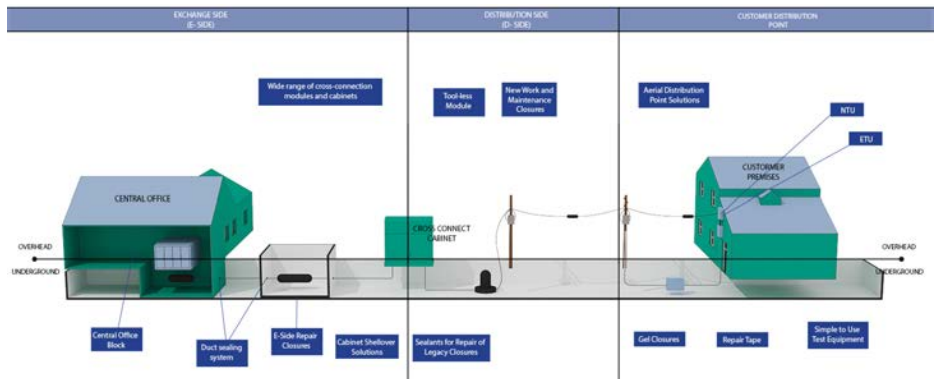 EXCHANGE SIDE
(E- SIDE)
DISTRIBUTION SIDE
(D- SIDE)
CUSTOMER DISTRIBUTION
POINT
Wide range of cross-connection
modules and cabinets
Tool-less
Module
New Work and
Maintenance
Closures
Aerial Distribution
Point Solutions
NTU
ETU
CENTRAL OFFICE
CROSS CONNECT
CABINET
CUSTORMER
PREMISES
OVERHEAD
UNDERGROUND
OVERHEAD
UNDERGROUND
Central Office
Block
Duct sealing
system
E-Side Repair
Closures
Cabinet Shellover
Solutions
Sealants for Repair of
Legacy Closures
Gel Closures
Repair Tape
Simple to Use
Test Equipment